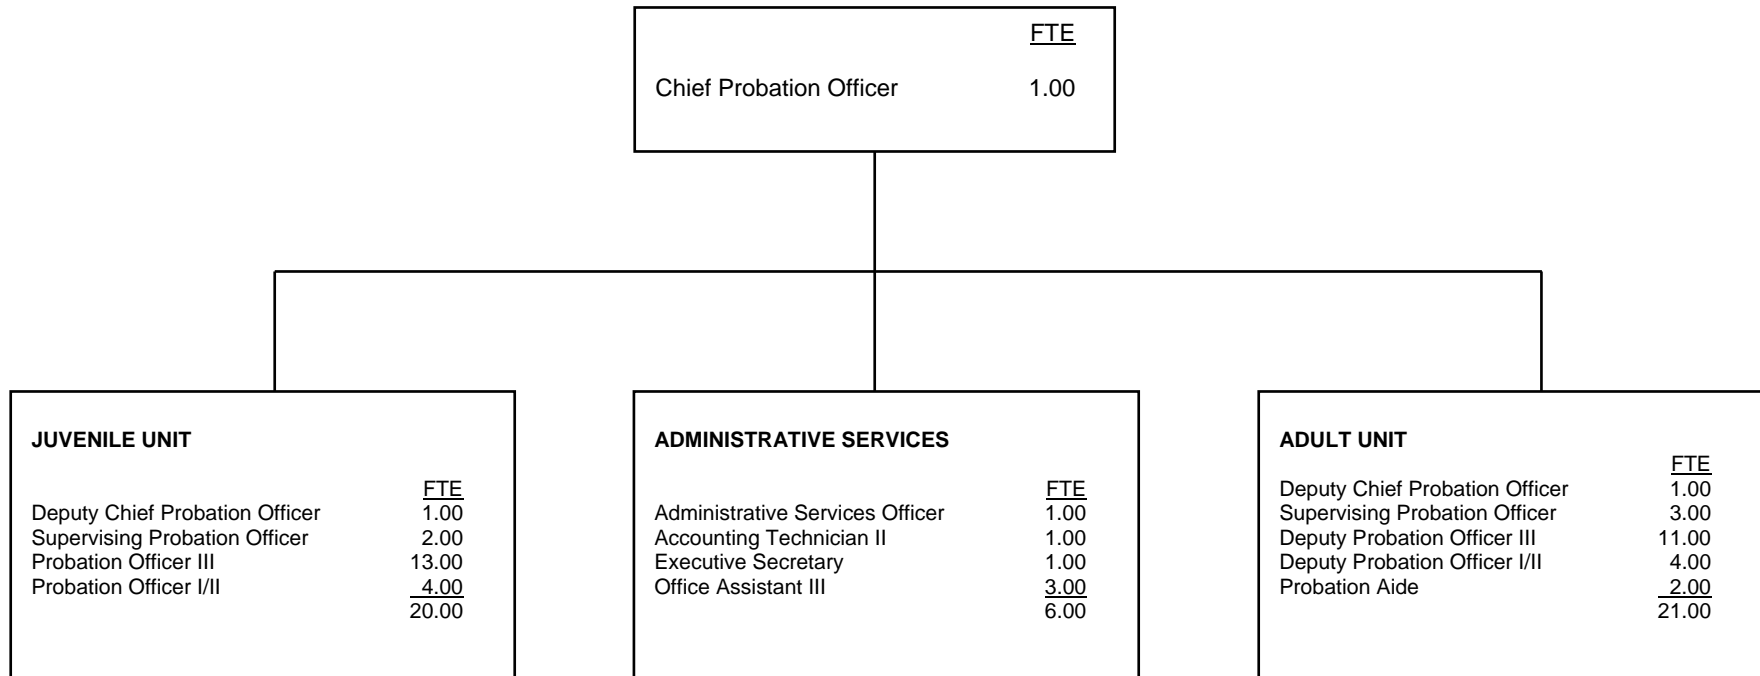 FTE
Chief Probation Officer 1.00
JUVENILE UNIT
FTE
Deputy Chief Probation Officer 1.00
Supervising Probation Officer 2.00
Probation Officer III 13.00
Probation Officer I/II 4.00
20.00
ADMINISTRATIVE SERVICES
FTE
Administrative Services Officer 1.00
Accounting Technician II 1.00
Executive Secretary 1.00
Office Assistant III 3.00
6.00
ADULT UNIT
FTE
Deputy Chief Probation Officer 1.00
Supervising Probation Officer 3.00
Deputy Probation Officer III 11.00
Deputy Probation Officer I/II 4.00
Probation Aide 2.00
21.00